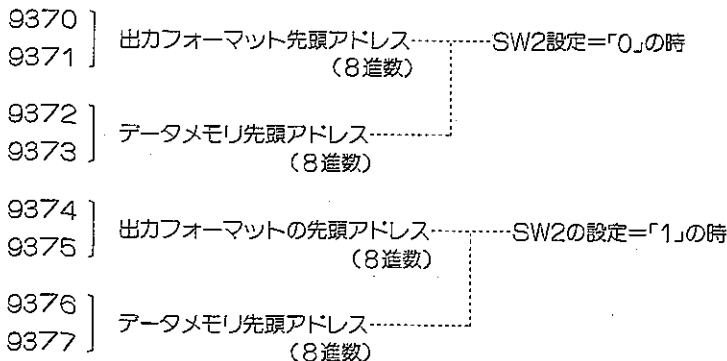 9370
9371
出力フォーマット先頭アドレス
(8進数)
SW2設定=「0」の時
9372
9373
データメモリ先頭アドレス
(8進数)
9374
9375
出力フォーマットの先頭アドレス
(8進数)
SW2の設定=「1」の時
9376
9377
データメモリ先頭アドレス
(8進数)